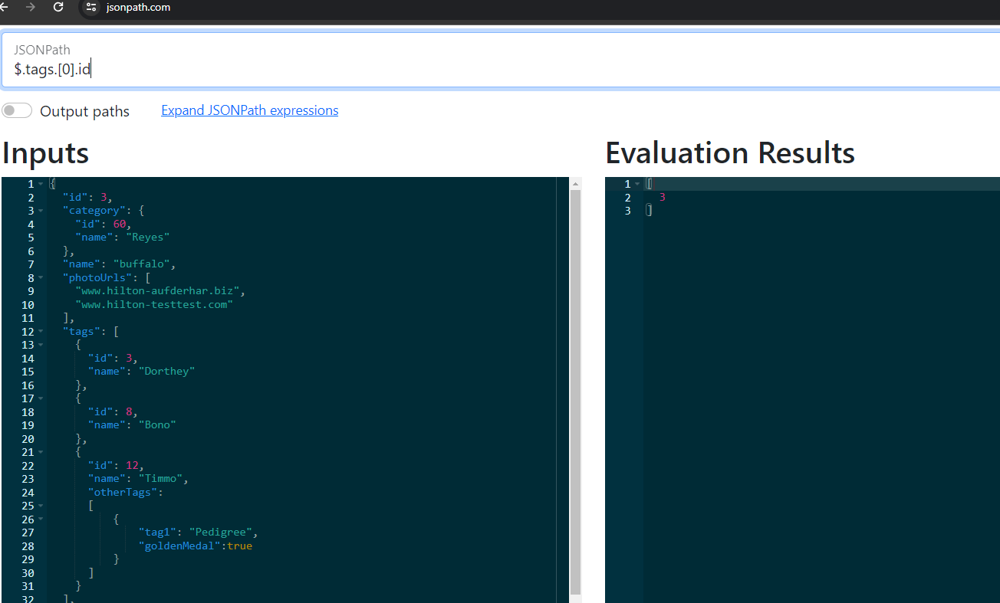 jsonpath.com
JSONPath
$.tags.[0].id
Output paths Expand JSONPath expressions
Inputs
1 {
2 "id": 3,
3 "category": {
4 "id": 60,
5 "name": "Reyes"
6 },
7 "name": "buffalo",
8 "photoUrls": [
9 "www.hilton-aufderhar.biz",
10 "www.hilton-testtest.com"
11 ],
12 "tags": [
13 {
14 "id": 3,
15 "name": "Dorthey"
16 },
17 {
18 "id": 8,
19 "name": "Bono"
20 },
21 {
22 "id": 12,
23 "name": "Timmo",
24 "otherTags":
25 [
26 {
27 "tag1": "Pedigree",
28 "goldenMedal":true
29 }
30 ]
31 }
32 ],
Evaluation Results
1 [
2 3
3 ]